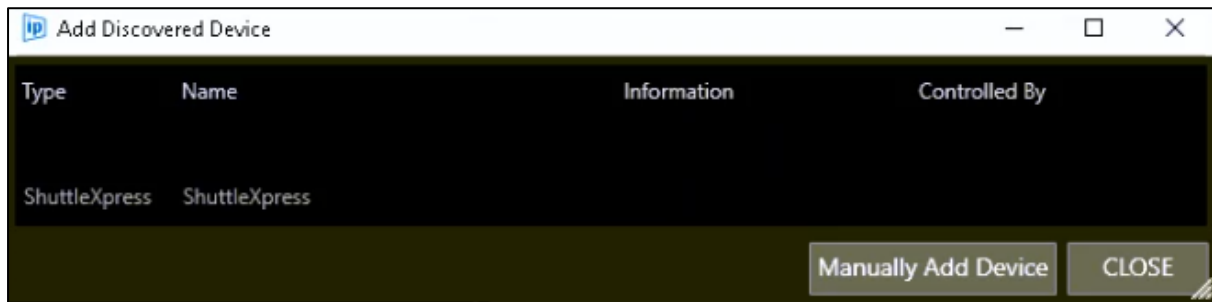 ip Add Discovered Device
Type Name Information Controlled By
ShuttleXpress ShuttleXpress
Manually Add Device CLOSE